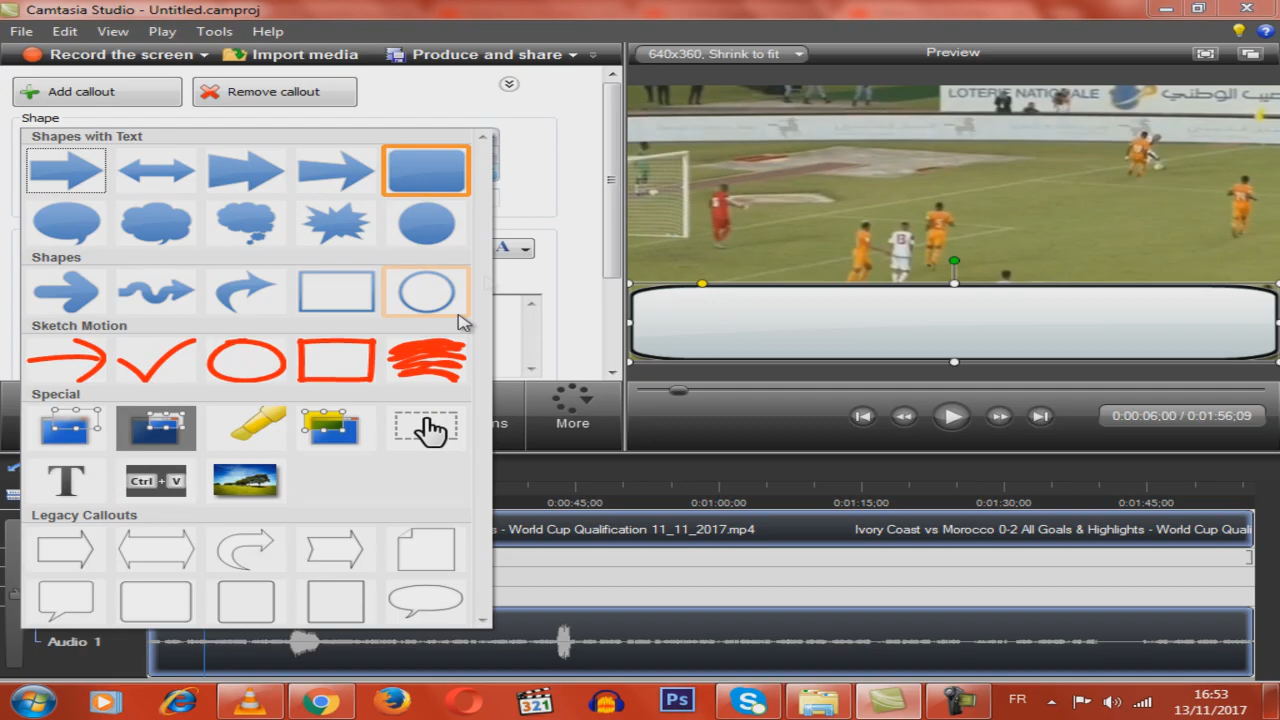 Camtasia Studio - Untitled.camproj
File Edit View Play Tools Help
Record the screen Import media Produce and share
640x360, Shrink to fit Preview
Add callout Remove callout
LOTERIE NATIONALE
Shape
Shapes with Text
A
Shapes
B
Sketch Motion
Special
ns More
0:00:06;00 / 0:01:56;09
T Ctrl + V
0:00:45;00 0:01:00;00 0:01:15;00 0:01:30;00 0:01:45;00
Legacy Callouts
s - World Cup Qualification 11_11_2017.mp4 Ivory Coast vs Morocco 0-2 All Goals & Highlights - World Cup Quali
Audio 1
321 Ps FR 16:53
13/11/2017